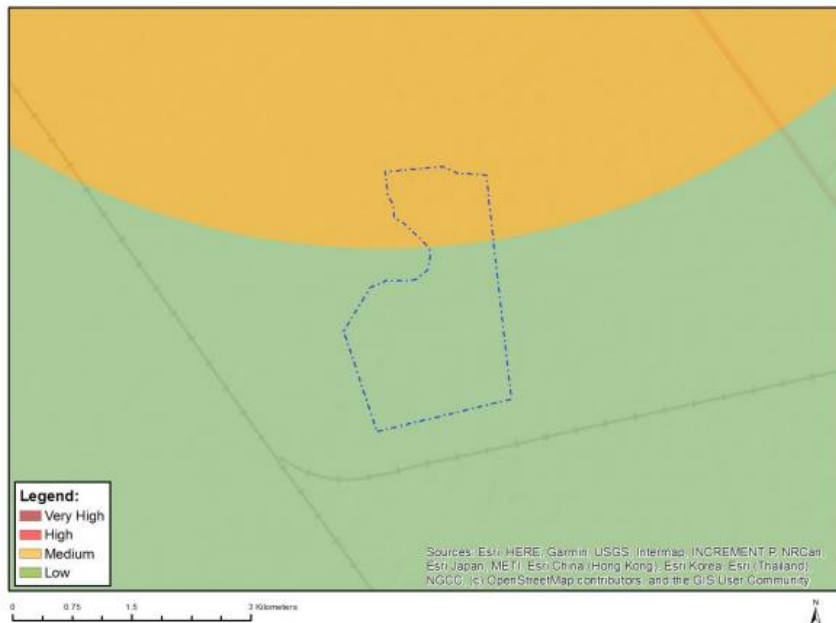 Legend:
Very High
High
Medium
Low
Sources: Esri, HERE, Garmin, USGS, Intermap, INCREMENT P, NRCan,
Esri Japan, METI, Esri China (Hong Kong), Esri Korea, Esri (Thailand),
NGCC, (c) OpenStreetMap contributors, and the GIS User Community
0 0.75 1.5 3 Kilometers
N